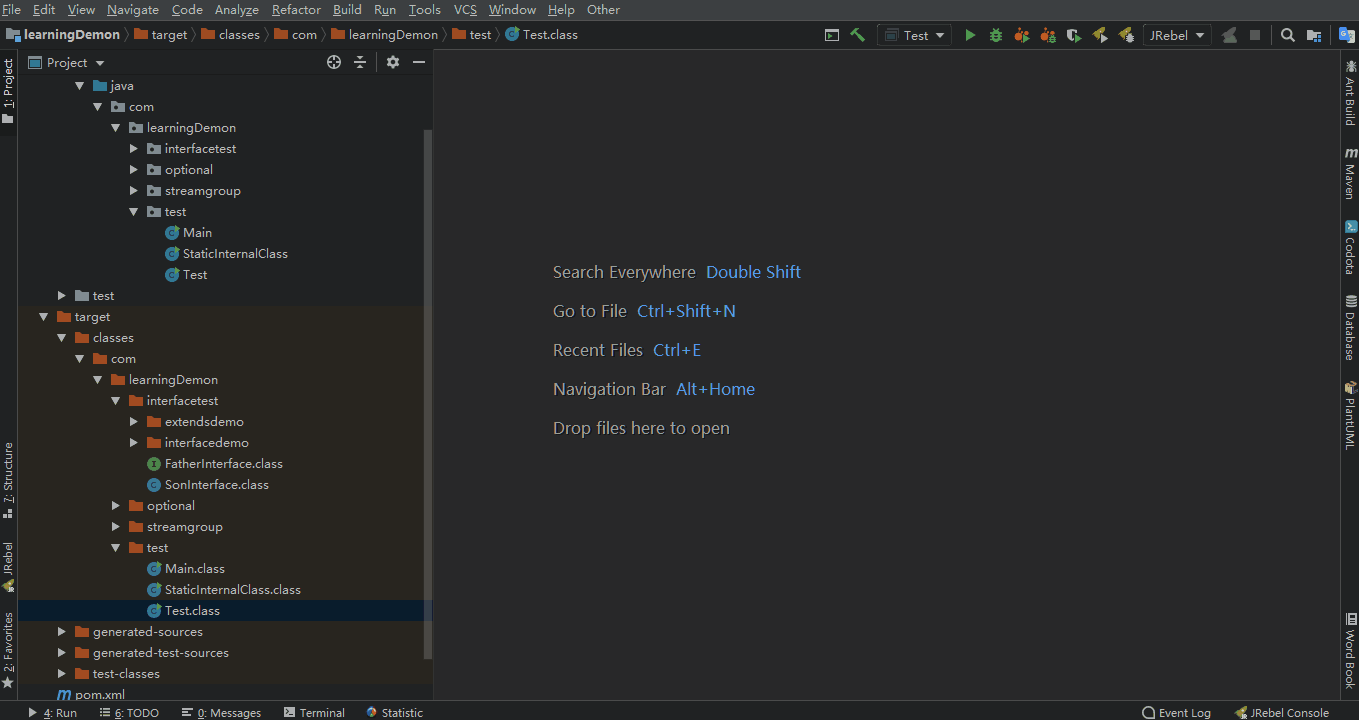 File Edit View Navigate Code Analyze Refactor Build Run Tools VCS Window Help Other
learningDemon target classes com learningDemon test Test.class Test JRebel
Project
java
com
learningDemon
interfacetest
optional
streamgroup
test
Main
StaticInternalClass
Test
test
target
classes
com
learningDemon
interfacetest
extendsdemo
interfacedemo
FatherInterface.class
SonInterface.class
optional
streamgroup
test
Main.class
StaticInternalClass.class
Test.class
generated-sources
generated-test-sources
test-classes
pom.xml
1: Project
7: Structure
JRebel
2: Favorites
Search Everywhere Double Shift
Go to File Ctrl+Shift+N
Recent Files Ctrl+E
Navigation Bar Alt+Home
Drop files here to open
Ant Build
Maven
Codota
Database
PlantUML
Word Book
4: Run 6: TODO 0: Messages Terminal Statistic Event Log JRebel Console